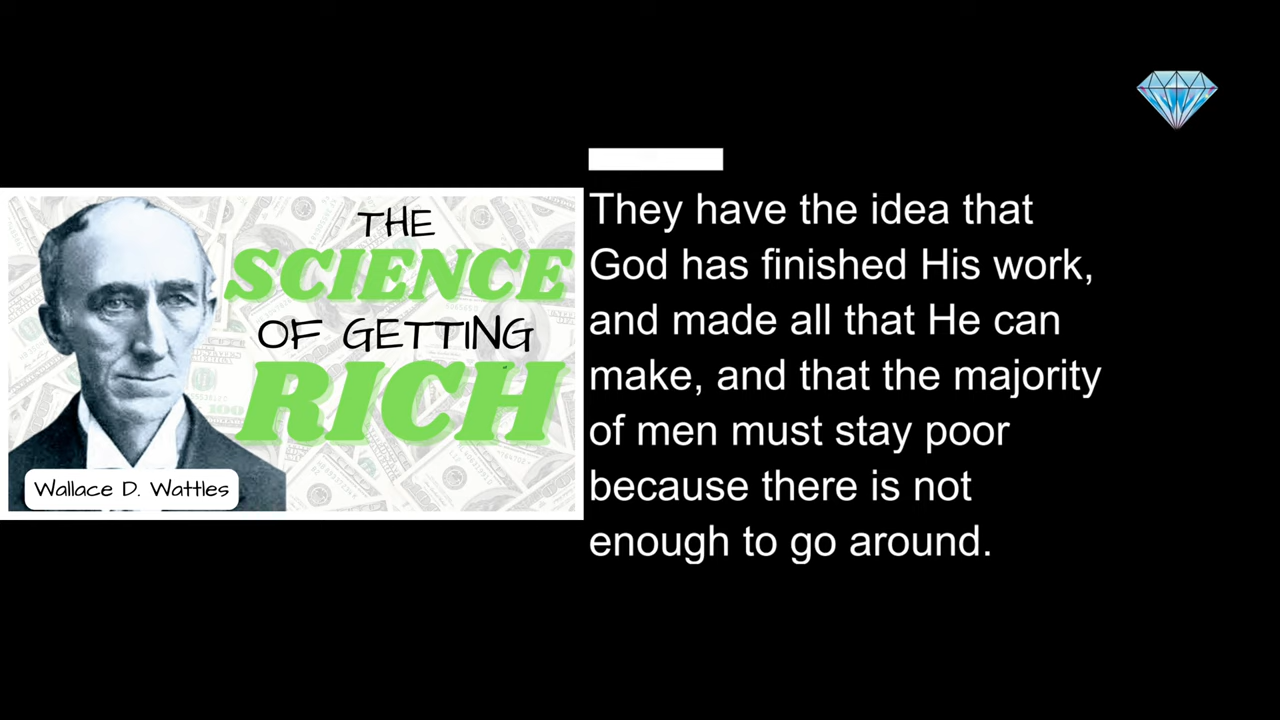 THE
SCIENCE
OF GETTING
RICH
Wallace D. Wattles
They have the idea that
God has finished His work,
and made all that He can
make, and that the majority
of men must stay poor
because there is not
enough to go around.